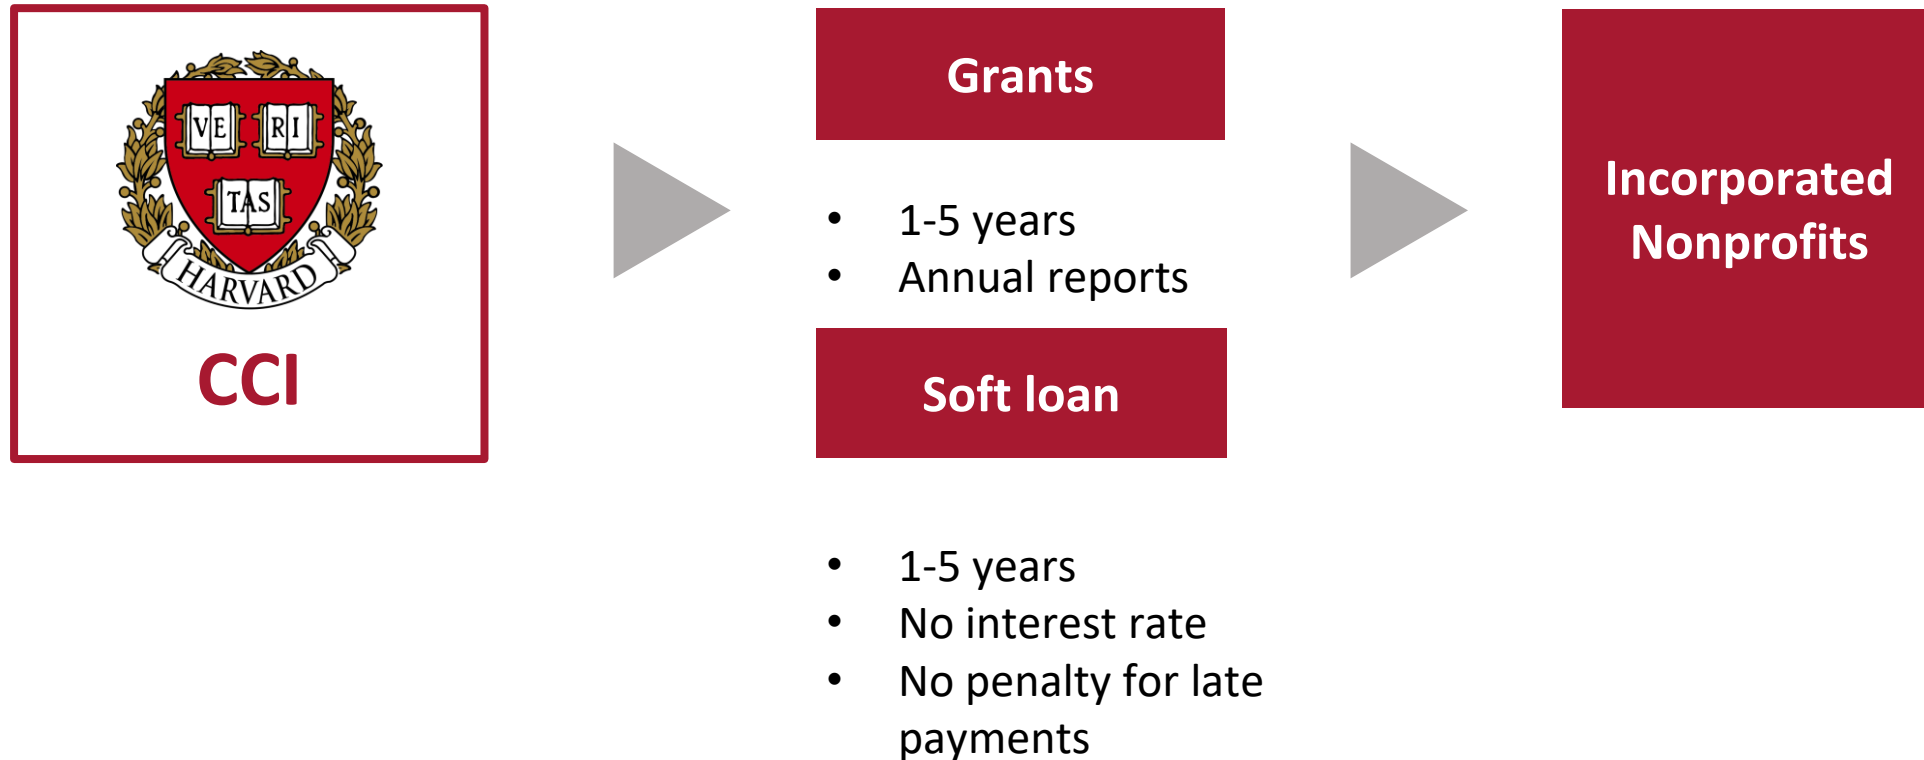 VE RI
TAS
HARVARD
CCI
Grants
• 1-5 years
• Annual reports
Soft loan
• 1-5 years
• No interest rate
• No penalty for late
payments
Incorporated
Nonprofits